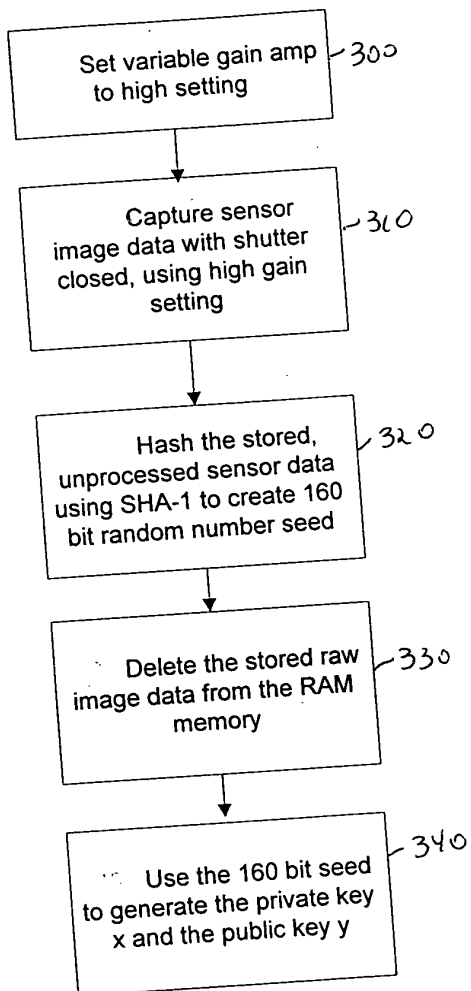 Set variable gain amp
to high setting
300
Capture sensor
image data with shutter
closed, using high gain
setting
310
Hash the stored,
unprocessed sensor data
using SHA-1 to create 160
bit random number seed
320
Delete the stored raw
image data from the RAM
memory
330
Use the 160 bit seed
to generate the private key
x and the public key y
340